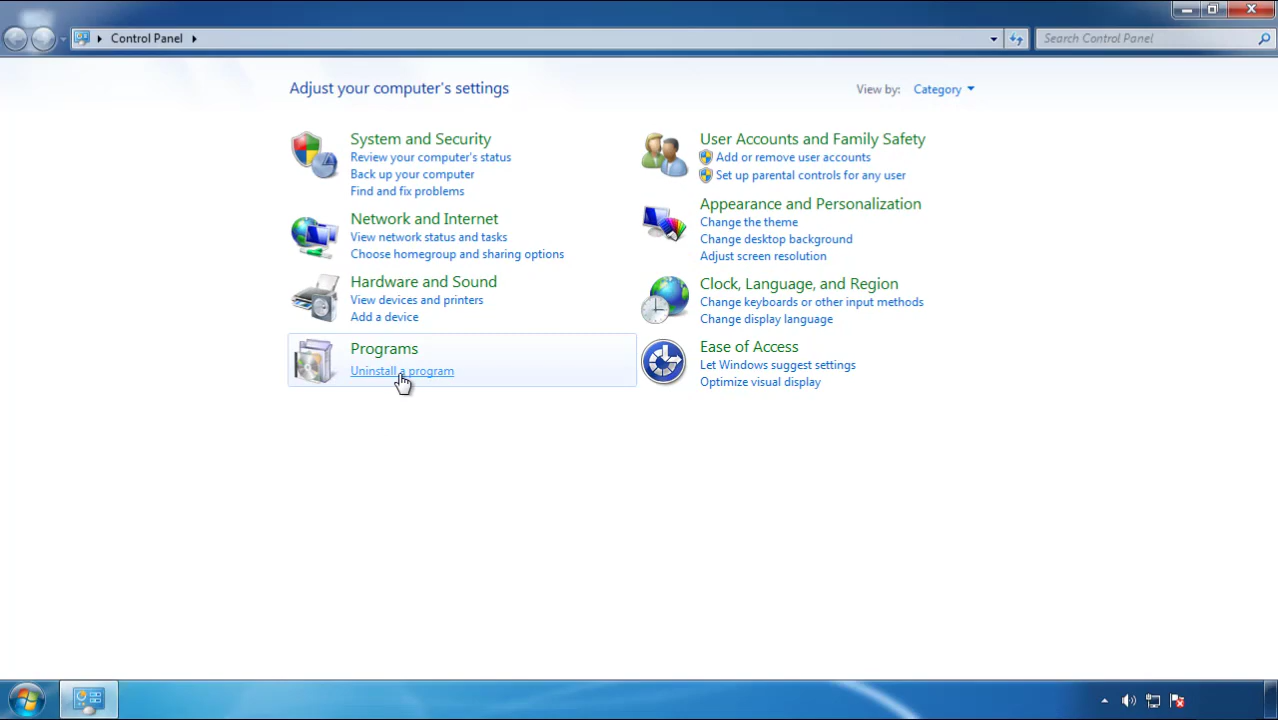 Control Panel
Search Control Panel
Adjust your computer's settings
View by: Category
System and Security
Review your computer's status
Back up your computer
Find and fix problems
Network and Internet
View network status and tasks
Choose homegroup and sharing options
Hardware and Sound
View devices and printers
Add a device
Programs
Uninstall a program
User Accounts and Family Safety
Add or remove user accounts
Set up parental controls for any user
Appearance and Personalization
Change the theme
Change desktop background
Adjust screen resolution
Clock, Language, and Region
Change keyboards or other input methods
Change display language
Ease of Access
Let Windows suggest settings
Optimize visual display